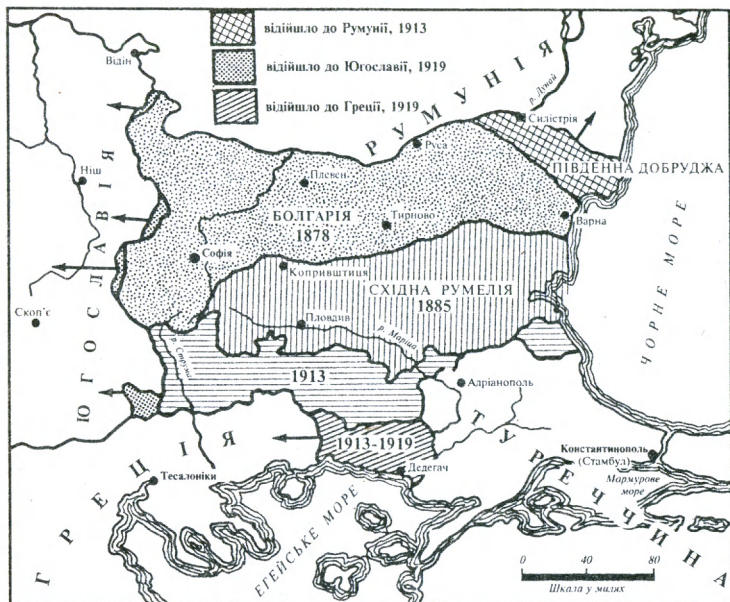 відійшло до Румунії, 1913
відійшло до Югославії, 1919
відійшло до Греції, 1919
Відін
РУМУНІЯ
р. Дунай
Силістрія
Руса
ПІВДЕННА ДОБРУДЖА
Ніш
Плевен
БОЛГАРІЯ
1878
Тирново
Варна
Софія
Копривштиця
СХІДНА РУМЕЛІЯ
1885
ЧОРНЕ МОРЕ
Скоп'є
ЮГОСЛАВІЯ
Пловдив
р. Маріца
р. Струма
1913
Адріанополь
ТУРЕЧЧИНА
1913-1919
Дедегач
Константинополь
(Стамбул)
Мармурове
море
ГРЕЦІЯ
Тесалоніки
ЕГЕЙСЬКЕ МОРЕ
0 40 80
Шкала у милях